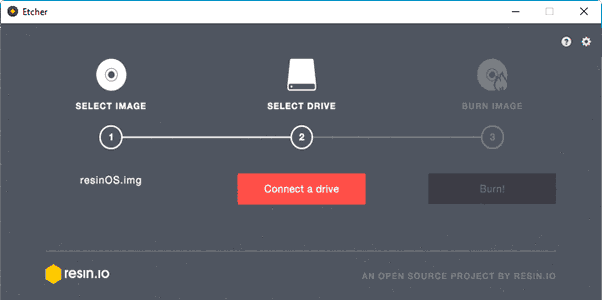 Etcher
SELECT IMAGE
SELECT DRIVE
BURN IMAGE
1
2
3
resinOS.img
Connect a drive
Burn!
resin.io
AN OPEN SOURCE PROJECT BY RESIN.IO